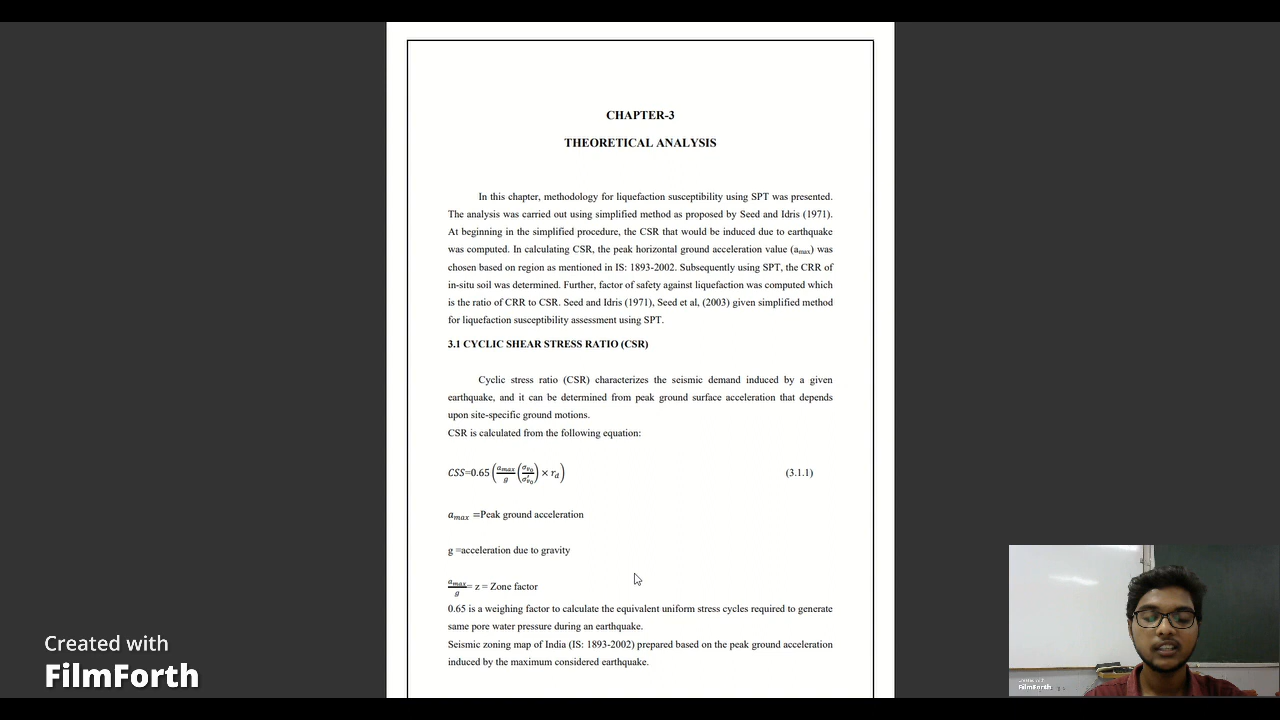 CHAPTER-3
THEORETICAL ANALYSIS
In this chapter, methodology for liquefaction susceptibility using SPT was presented.
The analysis was carried out using simplified method as proposed by Seed and Idris (1971).
At beginning in the simplified procedure, the CSR that would be induced due to earthquake
was computed. In calculating CSR, the peak horizontal ground acceleration value (aₘₐₓ) was
chosen based on region as mentioned in IS: 1893-2002. Subsequently using SPT, the CRR of
in-situ soil was determined. Further, factor of safety against liquefaction was computed which
is the ratio of CRR to CSR. Seed and Idris (1971), Seed et al, (2003) given simplified method
for liquefaction susceptibility assessment using SPT.
3.1 CYCLIC SHEAR STRESS RATIO (CSR)
Cyclic stress ratio (CSR) characterizes the seismic demand induced by a given
earthquake, and it can be determined from peak ground surface acceleration that depends
upon site-specific ground motions.
CSR is calculated from the following equation:
CSS=0.65 (a_max/g (σ_v₀/σ'_v₀) × r_d) (3.1.1)
a_max =Peak ground acceleration
g =acceleration due to gravity
a_max/g = z = Zone factor
0.65 is a weighing factor to calculate the equivalent uniform stress cycles required to generate
same pore water pressure during an earthquake.
Seismic zoning map of India (IS: 1893-2002) prepared based on the peak ground acceleration
induced by the maximum considered earthquake.
Created with
FilmForth
FilmForth